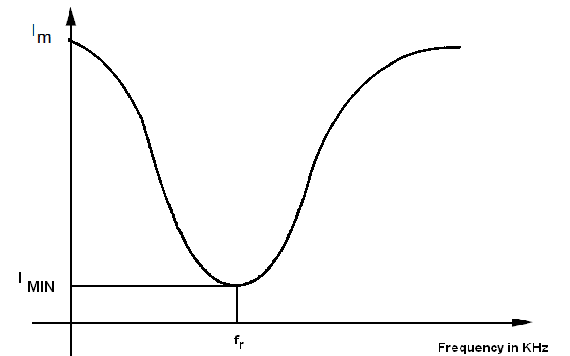 Im
I MIN
fr
Frequency in KHz